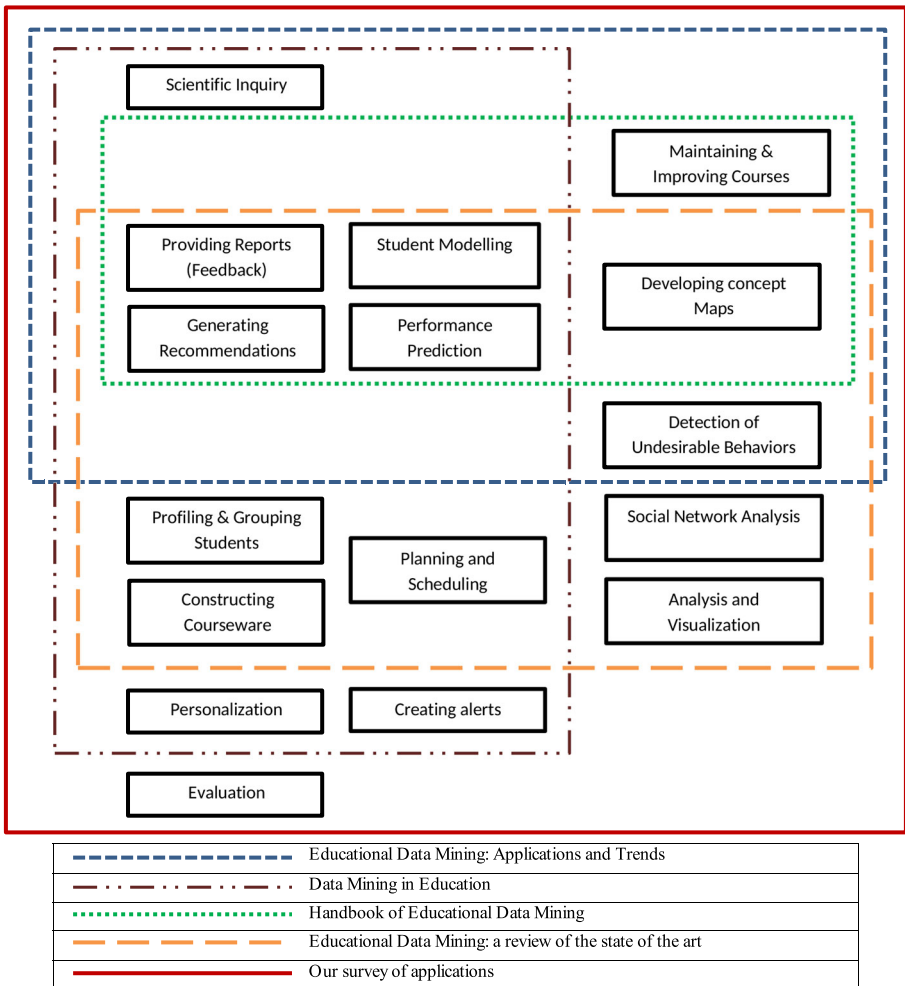 Scientific Inquiry
Maintaining &
Improving Courses
Providing Reports
(Feedback)
Student Modelling
Developing concept
Maps
Generating
Recommendations
Performance
Prediction
Detection of
Undesirable Behaviors
Profiling & Grouping
Students
Planning and
Scheduling
Social Network Analysis
Constructing
Courseware
Analysis and
Visualization
Personalization
Creating alerts
Evaluation
Educational Data Mining: Applications and Trends
Data Mining in Education
Handbook of Educational Data Mining
Educational Data Mining: a review of the state of the art
Our survey of applications